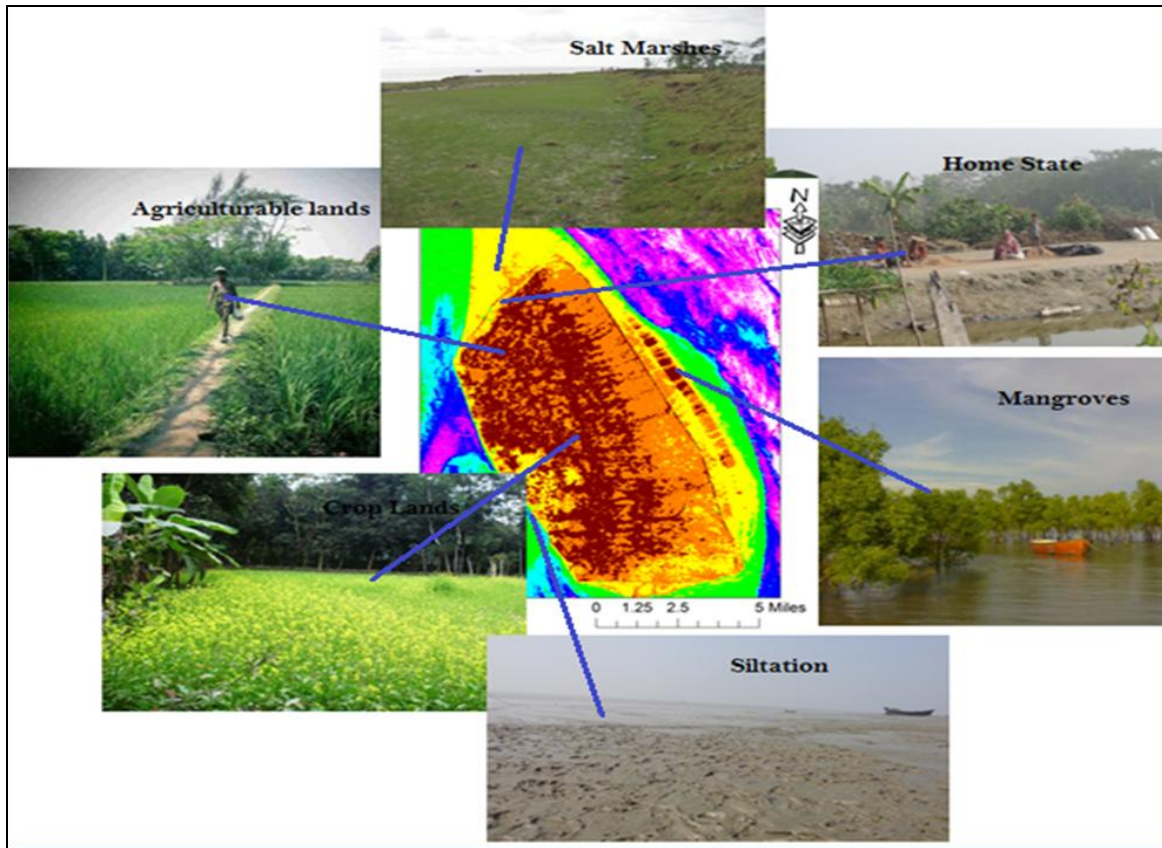 Salt Marshes
Home State
Agriculturable lands
N
Mangroves
Crop Lands
0 1.25 2.5 5 Miles
Siltation